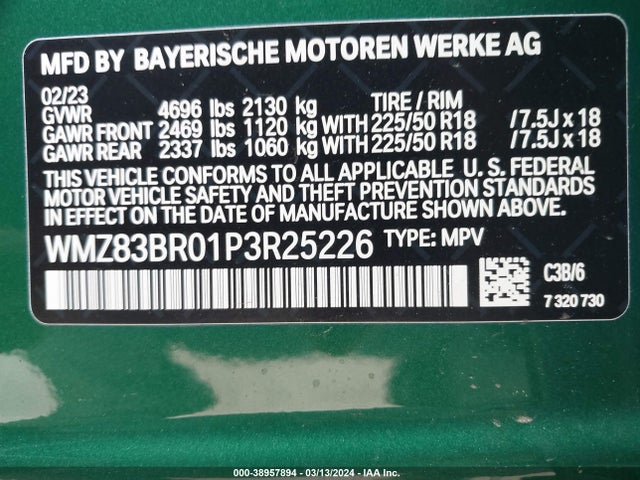 MFD BY BAYERISCHE MOTOREN WERKE AG
02/23 TIRE / RIM
GVWR 4696 lbs 2130 kg
GAWR FRONT 2469 lbs 1120 kg WITH 225/50 R18 /7.5J x 18
GAWR REAR 2337 lbs 1060 kg WITH 225/50 R18 /7.5J x 18
THIS VEHICLE CONFORMS TO ALL APPLICABLE U. S. FEDERAL
MOTOR VEHICLE SAFETY AND THEFT PREVENTION STANDARDS
IN EFFECT ON THE DATE OF MANUFACTURE SHOWN ABOVE.
WMZ83BR01P3R25226 TYPE: MPV
C3B/6
7 320 730
000-38957894 | 03/13/2024 | IAA Inc.